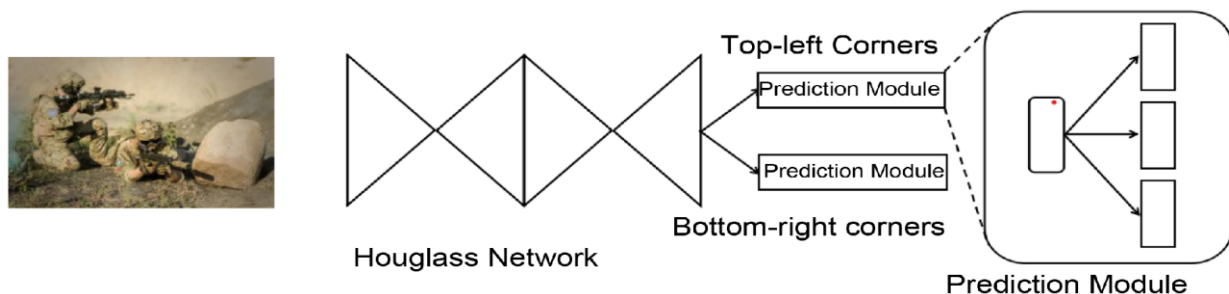 Top-left Corners
Prediction Module
Prediction Module
Bottom-right corners
Houglass Network
Prediction Module